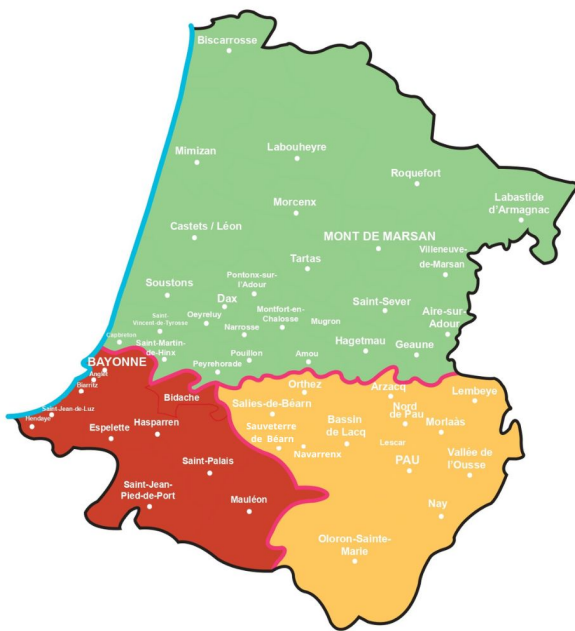 Biscarrosse
Mimizan
Labouheyre
Roquefort
Labastide
d'Armagnac
Morcenx
Castets / Léon
MONT DE MARSAN
Villeneuve-
de-Marsan
Tartas
Pontonx-sur-
l'Adour
Soustons
Dax
Saint-Sever
Montfort-en-
Chalosse
Aire-sur-
Adour
Saint
Vincent-de-Tyrosse
Oeyreluy
Mugron
Narrosse
Capbreton
Saint-Martin-
de-Hinx
Hagetmau
Geaune
Pouillon
Amou
Peyrehorade
BAYONNE
Anglet
Biarritz
Bidache
Orthez
Arzacq
Lembeye
Saint-Jean-de-Luz
Hendaye
Salies-de-Béarn
Nord
de Pau
Espelette
Hasparren
Sauveterre
de Béarn
Bassin
de Lacq
Morlaàs
Navarrenx
Lescar
PAU
Vallée de
l'Ousse
Saint-Palais
Saint-Jean-
Pied-de-Port
Mauléon
Nay
Oloron-Sainte-
Marie